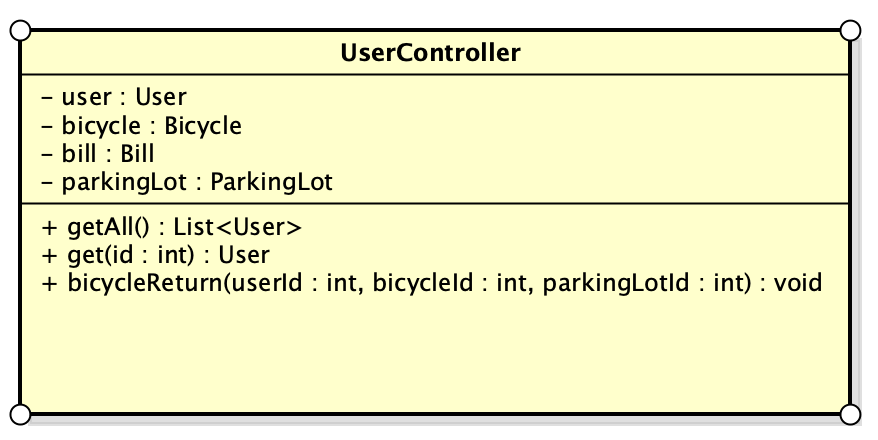 UserController
– user : User
– bicycle : Bicycle
– bill : Bill
– parkingLot : ParkingLot
+ getAll() : List<User>
+ get(id : int) : User
+ bicycleReturn(userId : int, bicycleId : int, parkingLotId : int) : void